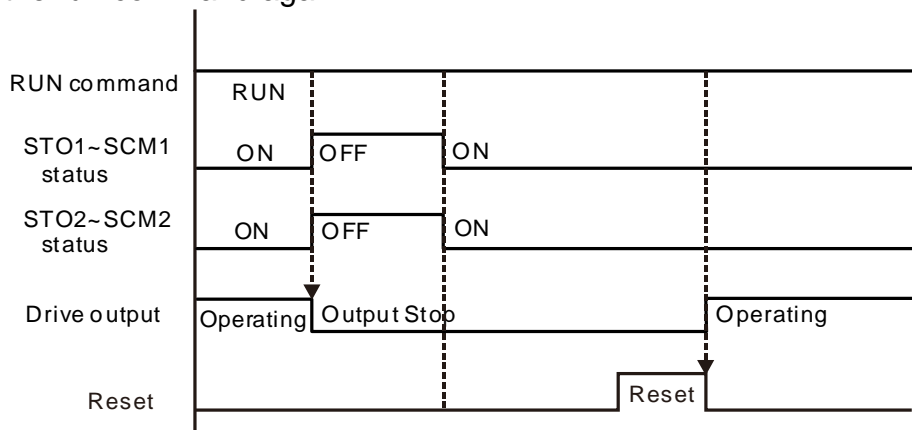 RUN command
RUN
STO1~SCM1
status
ON OFF ON
STO2~SCM2
status
ON OFF ON
Drive output
Operating Output Stop Operating
Reset
Reset